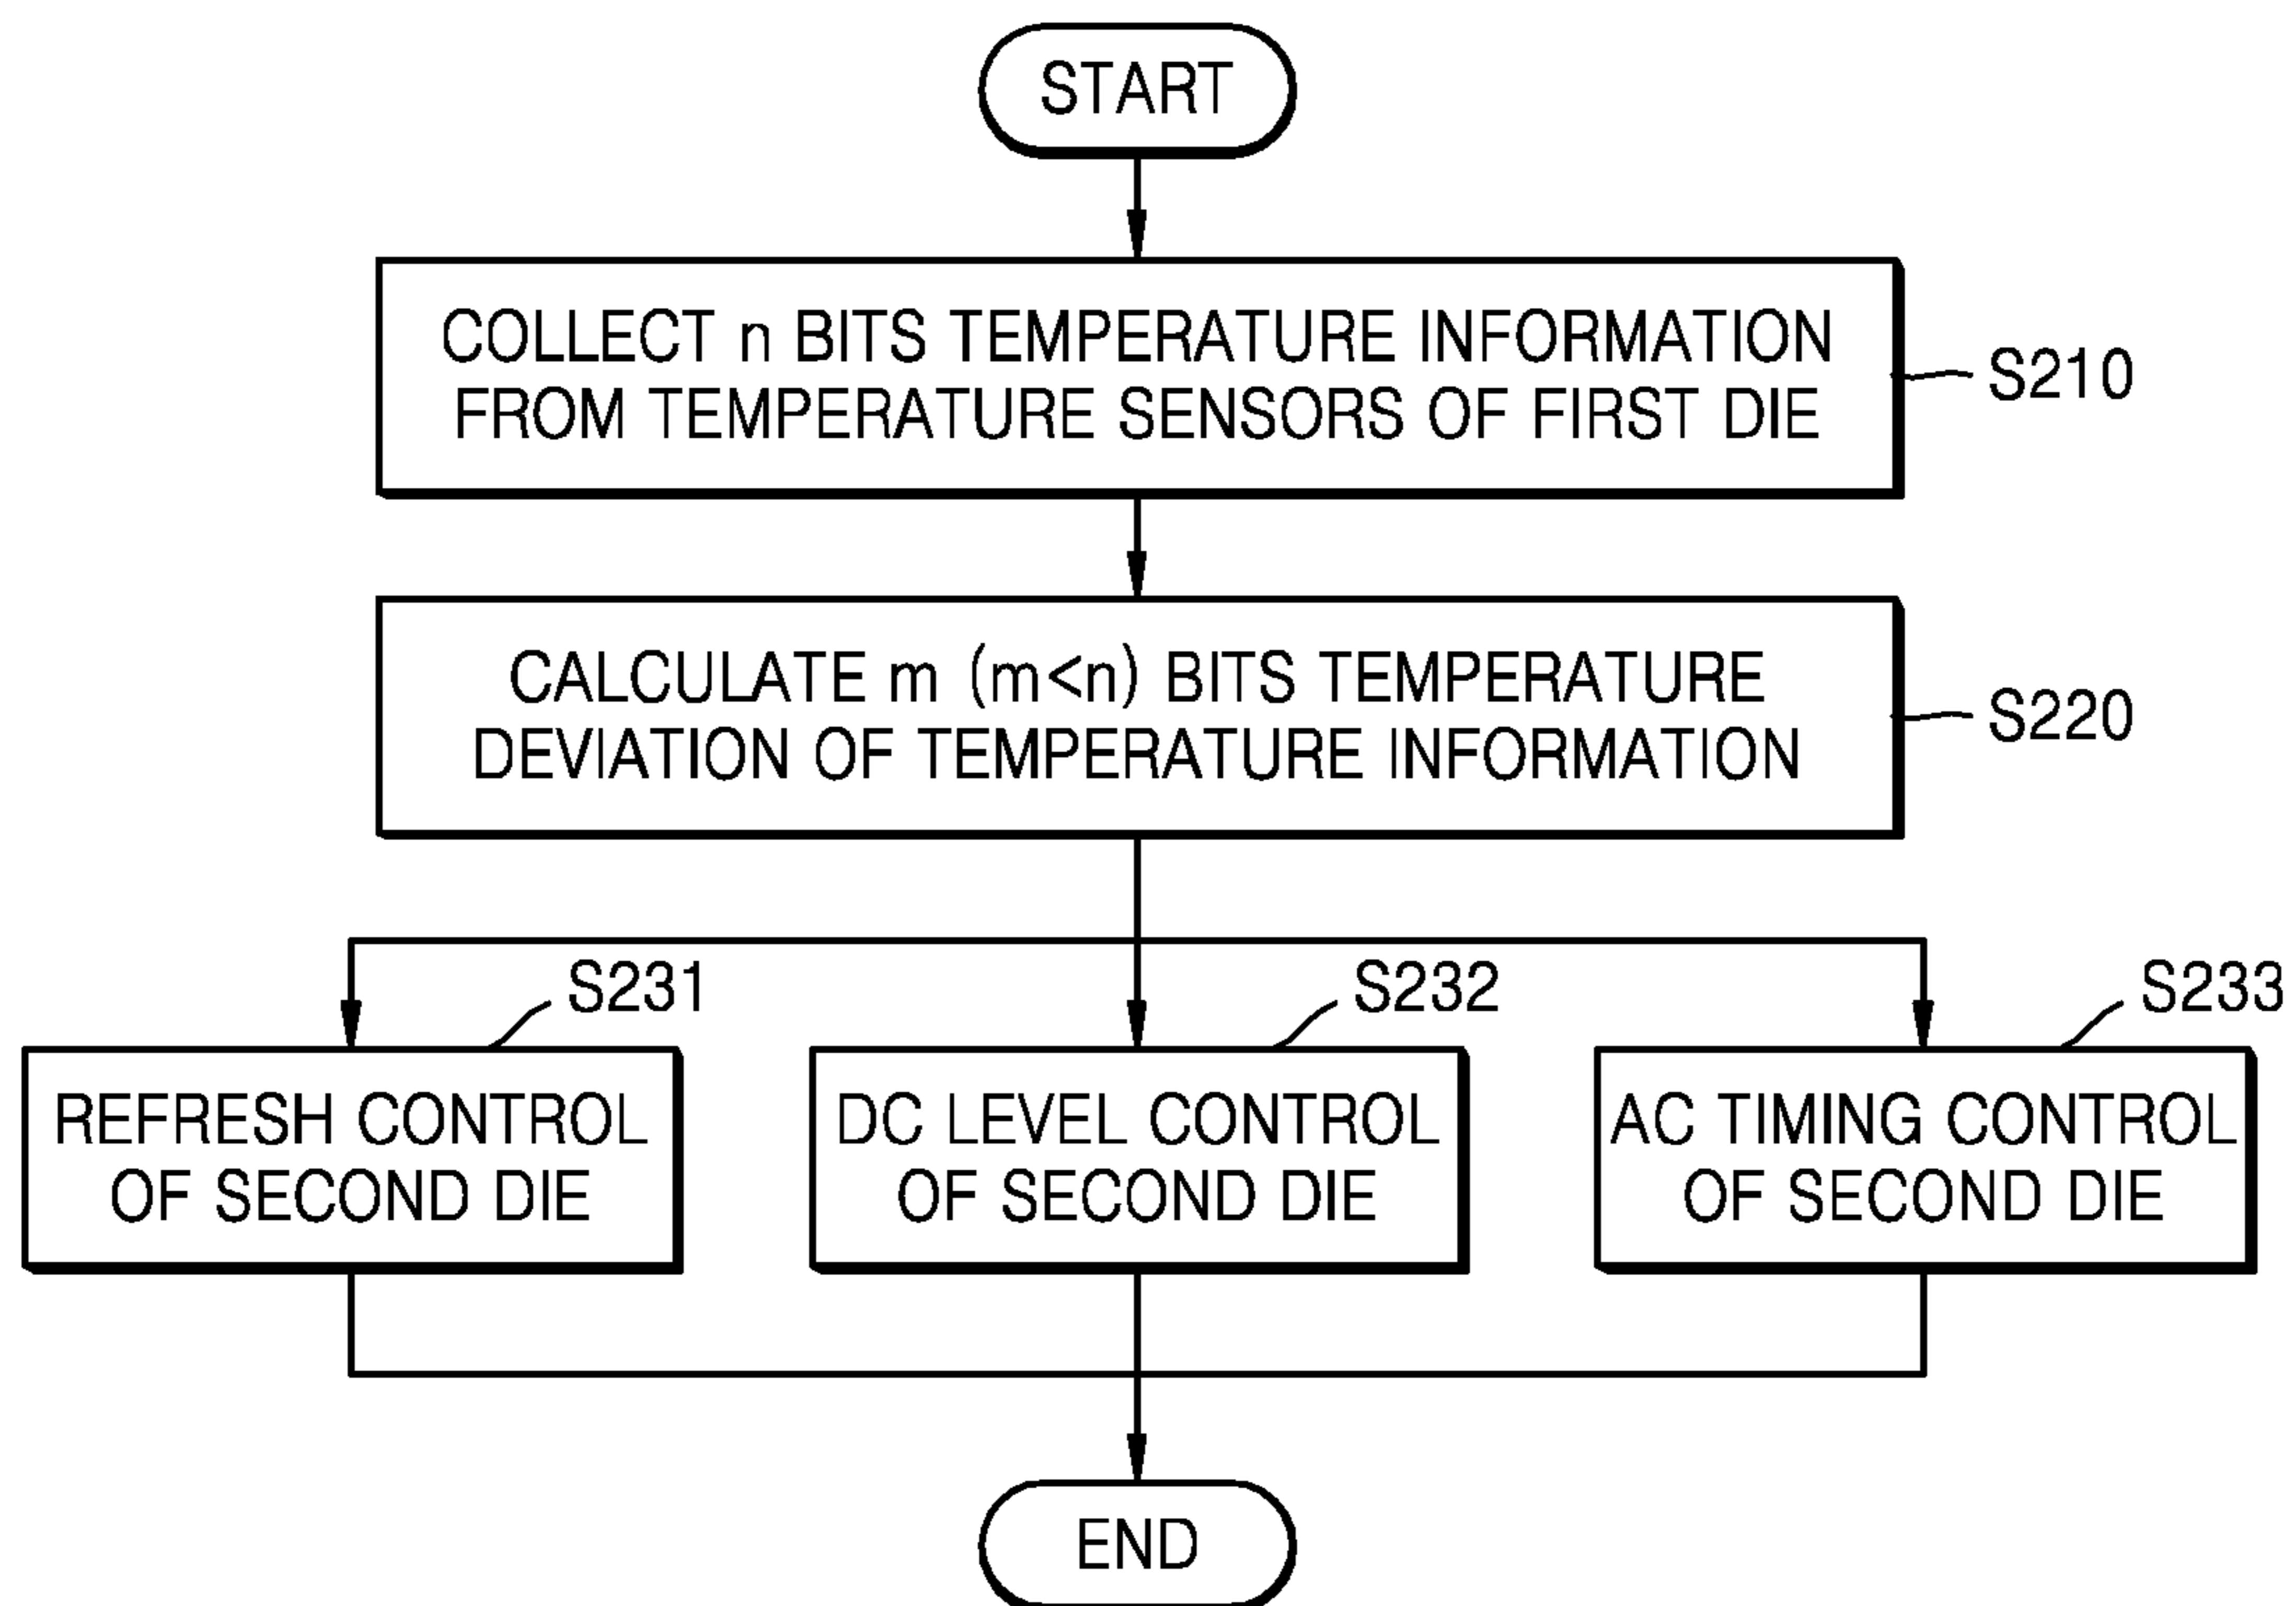 START
COLLECT n BITS TEMPERATURE INFORMATION
FROM TEMPERATURE SENSORS OF FIRST DIE
S210
CALCULATE m (m<n) BITS TEMPERATURE
DEVIATION OF TEMPERATURE INFORMATION
S220
S231
REFRESH CONTROL
OF SECOND DIE
S232
DC LEVEL CONTROL
OF SECOND DIE
S233
AC TIMING CONTROL
OF SECOND DIE
END